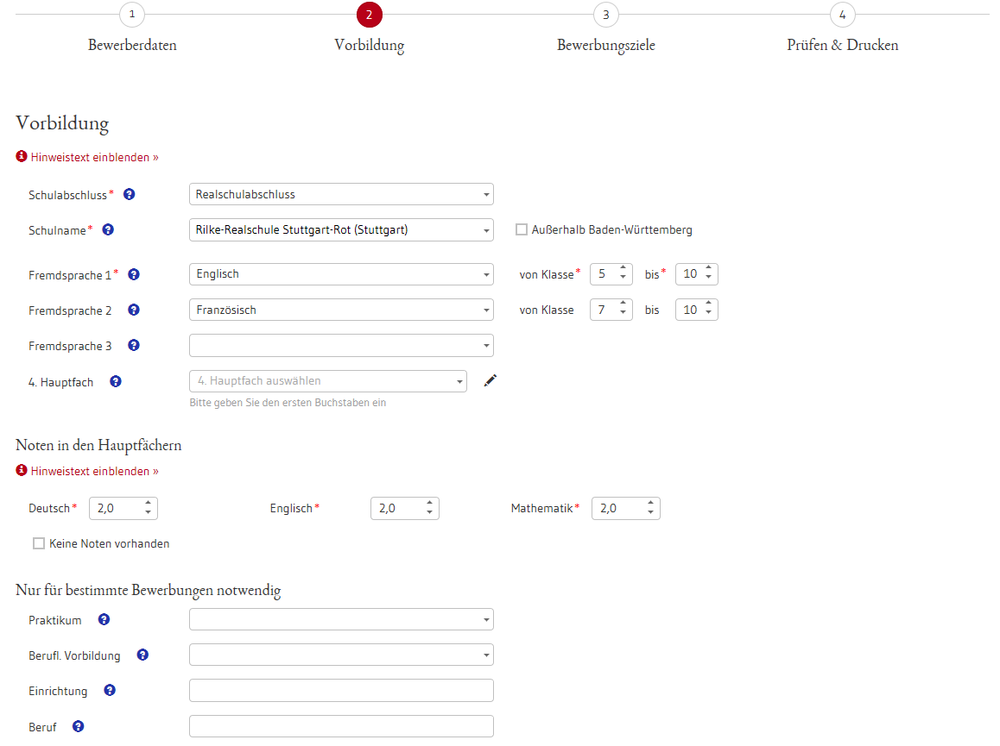 1 2 3 4
Bewerberdaten Vorbildung Bewerbungsziele Prüfen & Drucken
Vorbildung
Hinweistext einblenden »
Schulabschluss* Realschulabschluss
Schulname* Rilke-Realschule Stuttgart-Rot (Stuttgart) Außerhalb Baden-Württemberg
Fremdsprache 1* Englisch von Klasse* 5 bis* 10
Fremdsprache 2 Französisch von Klasse 7 bis 10
Fremdsprache 3
4. Hauptfach 4. Hauptfach auswählen
Bitte geben Sie den ersten Buchstaben ein
Noten in den Hauptfächern
Hinweistext einblenden »
Deutsch* 2,0 Englisch* 2,0 Mathematik* 2,0
Keine Noten vorhanden
Nur für bestimmte Bewerbungen notwendig
Praktikum
Berufl. Vorbildung
Einrichtung
Beruf